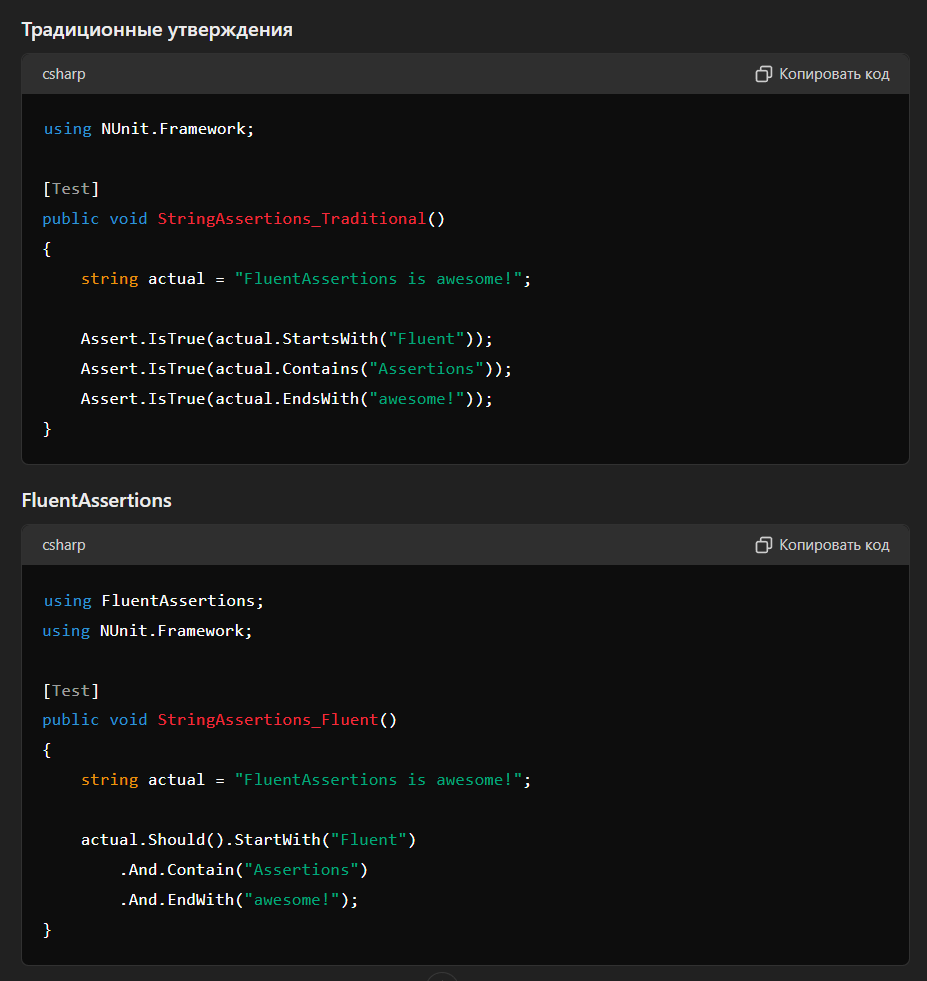 Традиционные утверждения
csharp
Копировать код
using NUnit.Framework;
[Test]
public void StringAssertions_Traditional()
{
string actual = "FluentAssertions is awesome!";
Assert.IsTrue(actual.StartsWith("Fluent"));
Assert.IsTrue(actual.Contains("Assertions"));
Assert.IsTrue(actual.EndsWith("awesome!"));
}
FluentAssertions
csharp
Копировать код
using FluentAssertions;
using NUnit.Framework;
[Test]
public void StringAssertions_Fluent()
{
string actual = "FluentAssertions is awesome!";
actual.Should().StartWith("Fluent")
.And.Contain("Assertions")
.And.EndWith("awesome!");
}